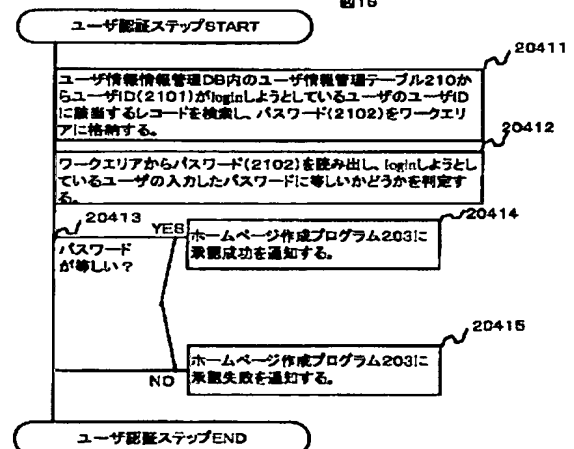 図16
ユーザ認証ステップSTART
20411
ユーザ情報情報管理DB内のユーザ情報管理テーブル210か
らユーザID(2101)がloginしようとしているユーザのユーザID
に該当するレコードを検索し、パスワード(2102)をワークエリ
アに格納する。
20412
ワークエリアからパスワード(2102)を読み出し、loginしようとし
ているユーザの入力したパスワードに等しいかどうかを判定す
る。
20413
YES
パスワード
が等しい？
20414
ホームページ作成プログラム203に
承認成功を通知する。
20415
ホームページ作成プログラム203に
承認失敗を通知する。
NO
ユーザ認証ステップEND